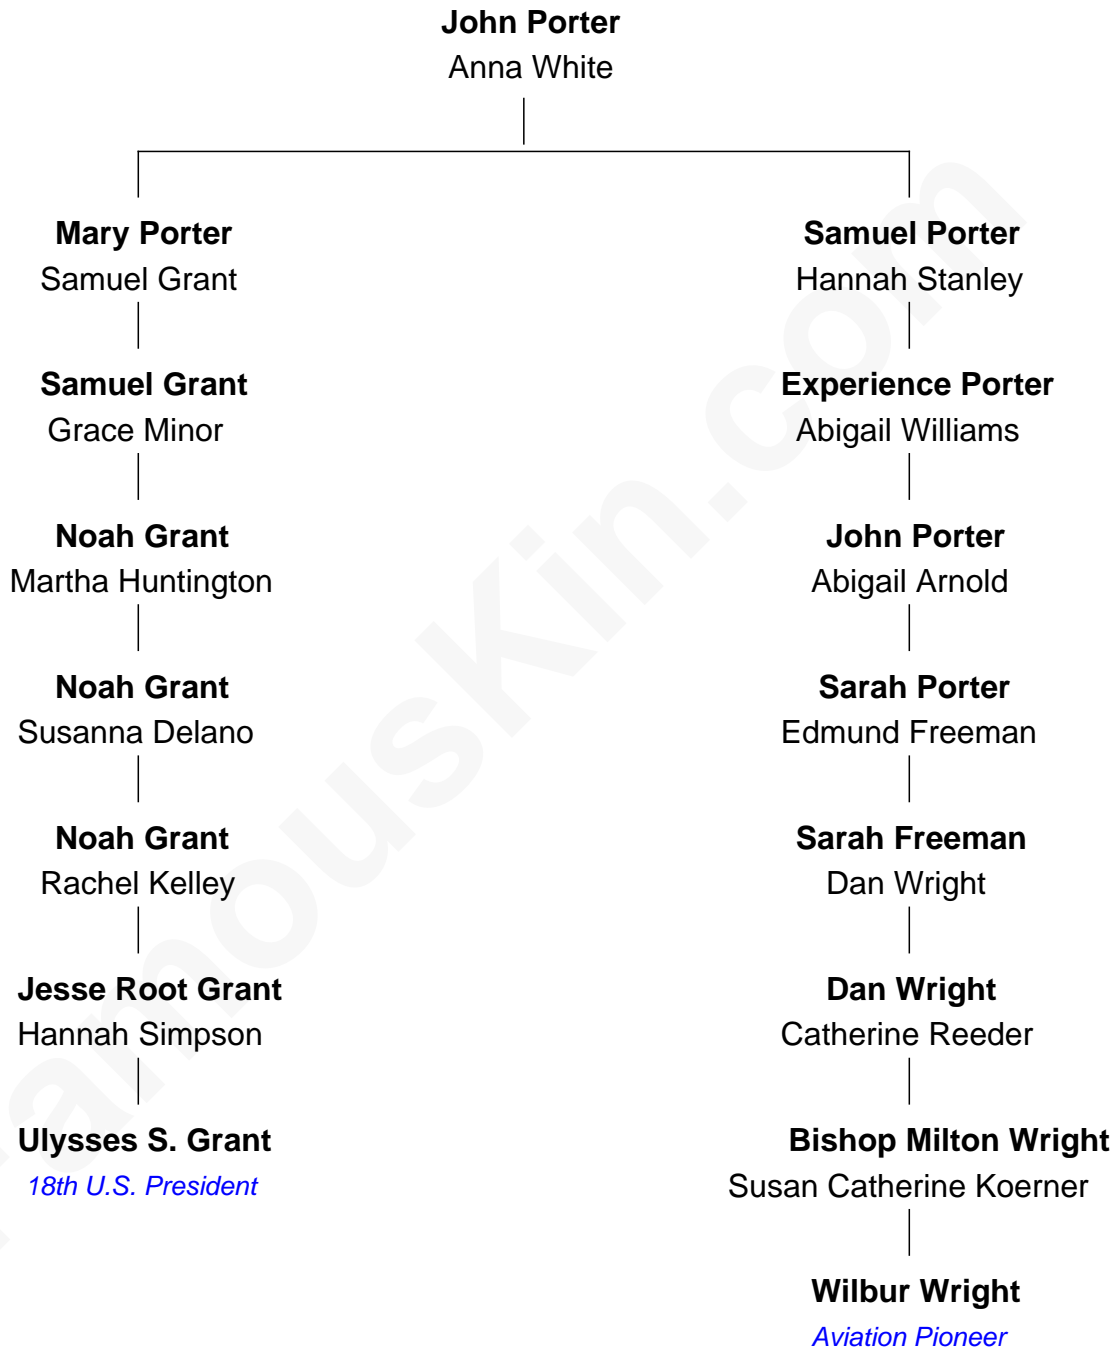 John Porter
Anna White
Mary Porter
Samuel Grant
Samuel Porter
Hannah Stanley
Samuel Grant
Grace Minor
Experience Porter
Abigail Williams
Noah Grant
Martha Huntington
John Porter
Abigail Arnold
Noah Grant
Susanna Delano
Sarah Porter
Edmund Freeman
Noah Grant
Rachel Kelley
Sarah Freeman
Dan Wright
Jesse Root Grant
Hannah Simpson
Dan Wright
Catherine Reeder
Ulysses S. Grant
18th U.S. President
Bishop Milton Wright
Susan Catherine Koerner
Wilbur Wright
Aviation Pioneer
FamousKin.com